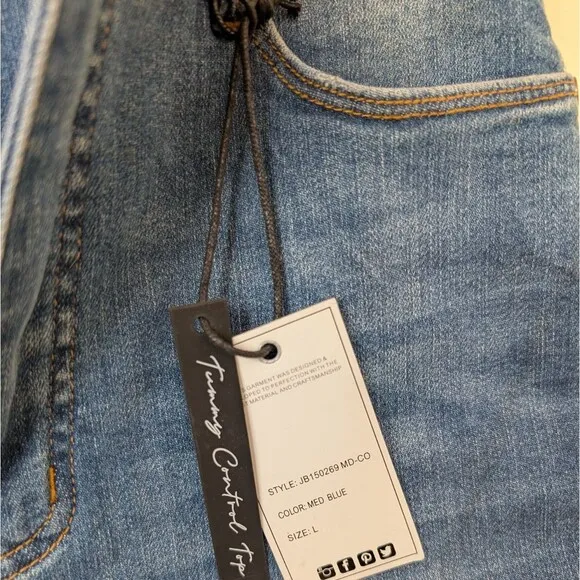 Tummy Control Top
GARMENT WAS DESIGNED &
TO PERFECTION WITH THE
MATERIAL AND CRAFTSMANSHIP
STYLE: JB150269 MD-CO
COLOR: MED BLUE
SIZE: L